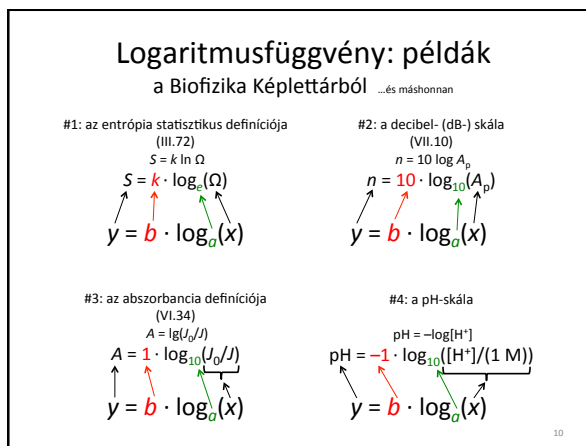 Logaritmusfüggvény: példák
a Biofizika Képlettárból ...és máshonnan
#1: az entrópia statisztikus definíciója
(III.72)
S = k ln Ω
S = k · logₑ(Ω)
y = b · logₐ(x)
#2: a decibel- (dB-) skála
(VII.10)
n = 10 log Aₚ
n = 10 · log₁₀(Aₚ)
y = b · logₐ(x)
#3: az abszorbancia definíciója
(VI.34)
A = lg(J₀/J)
A = 1 · log₁₀(J₀/J)
y = b · logₐ(x)
#4: a pH-skála
pH = –log[H⁺]
pH = –1 · log₁₀([H⁺]/(1 M))
y = b · logₐ(x)
10